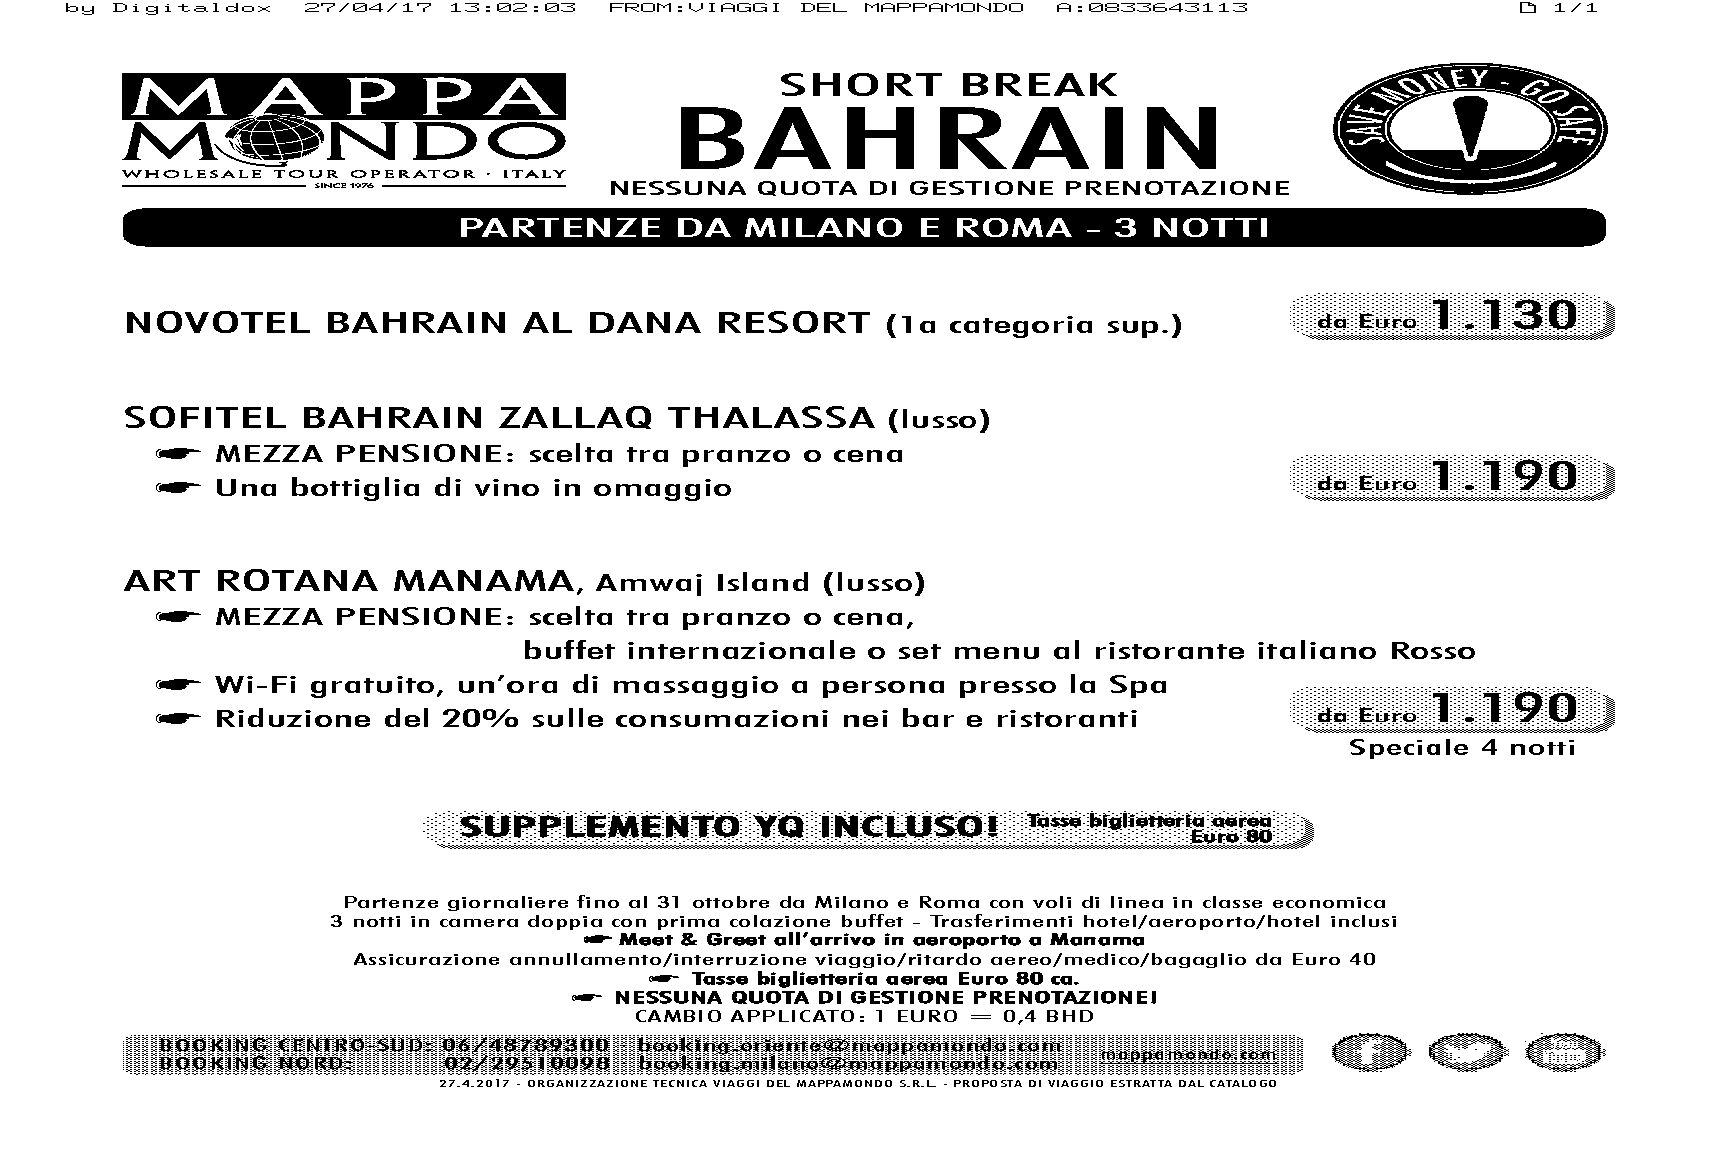 by Digitaldox 27/04/17 13:02:03 FROM:VIAGGI DEL MAPPAMONDO A:0833643113 1/1
MAPPA
MONDO
WHOLESALE TOUR OPERATOR · ITALY
SINCE 1976
SHORT BREAK
BAHRAIN
NESSUNA QUOTA DI GESTIONE PRENOTAZIONE
SAVE MONEY - GO SAFE
PARTENZE DA MILANO E ROMA - 3 NOTTI
NOVOTEL BAHRAIN AL DANA RESORT (1a categoria sup.) da Euro 1.130
SOFITEL BAHRAIN ZALLAQ THALASSA (lusso)
MEZZA PENSIONE: scelta tra pranzo o cena
Una bottiglia di vino in omaggio da Euro 1.190
ART ROTANA MANAMA, Amwaj Island (lusso)
MEZZA PENSIONE: scelta tra pranzo o cena,
buffet internazionale o set menu al ristorante italiano Rosso
Wi-Fi gratuito, un'ora di massaggio a persona presso la Spa
Riduzione del 20% sulle consumazioni nei bar e ristoranti da Euro 1.190
Speciale 4 notti
SUPPLEMENTO YQ INCLUSO! Tasse biglietteria aerea
Euro 80
Partenze giornaliere fino al 31 ottobre da Milano e Roma con voli di linea in classe economica
3 notti in camera doppia con prima colazione buffet - Trasferimenti hotel/aeroporto/hotel inclusi
Meet & Greet all'arrivo in aeroporto a Manama
Assicurazione annullamento/interruzione viaggio/ritardo aereo/medico/bagaglio da Euro 40
Tasse biglietteria aerea Euro 80 ca.
NESSUNA QUOTA DI GESTIONE PRENOTAZIONE!
CAMBIO APPLICATO: 1 EURO = 0,4 BHD
BOOKING CENTRO-SUD: 06/48789300 - booking.oriente@mappamondo.com
BOOKING NORD: 02/29510098 - booking.milano@mappamondo.com
mappamondo.com
27.4.2017 - ORGANIZZAZIONE TECNICA VIAGGI DEL MAPPAMONDO S.R.L. - PROPOSTA DI VIAGGIO ESTRATTA DAL CATALOGO